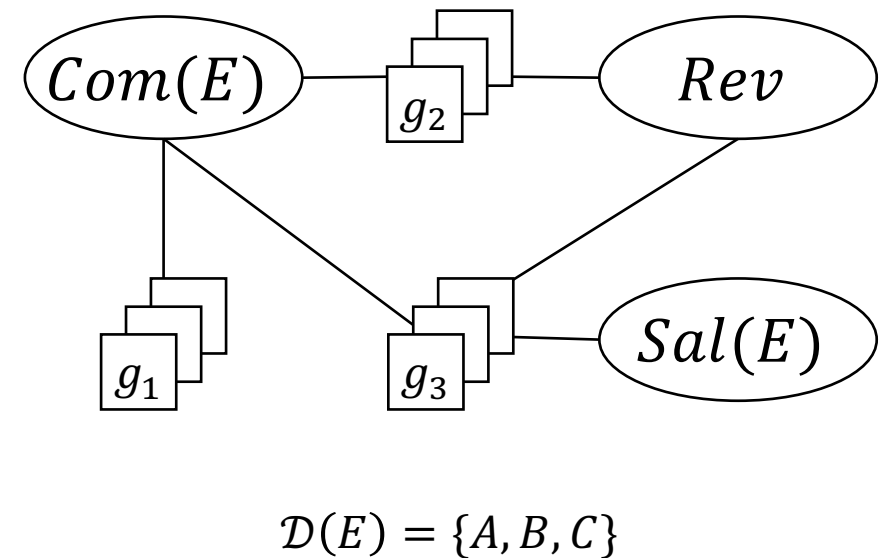 Com(E)
g₂
Rev
g₁
g₃
Sal(E)
𝒟(E) = {A, B, C}